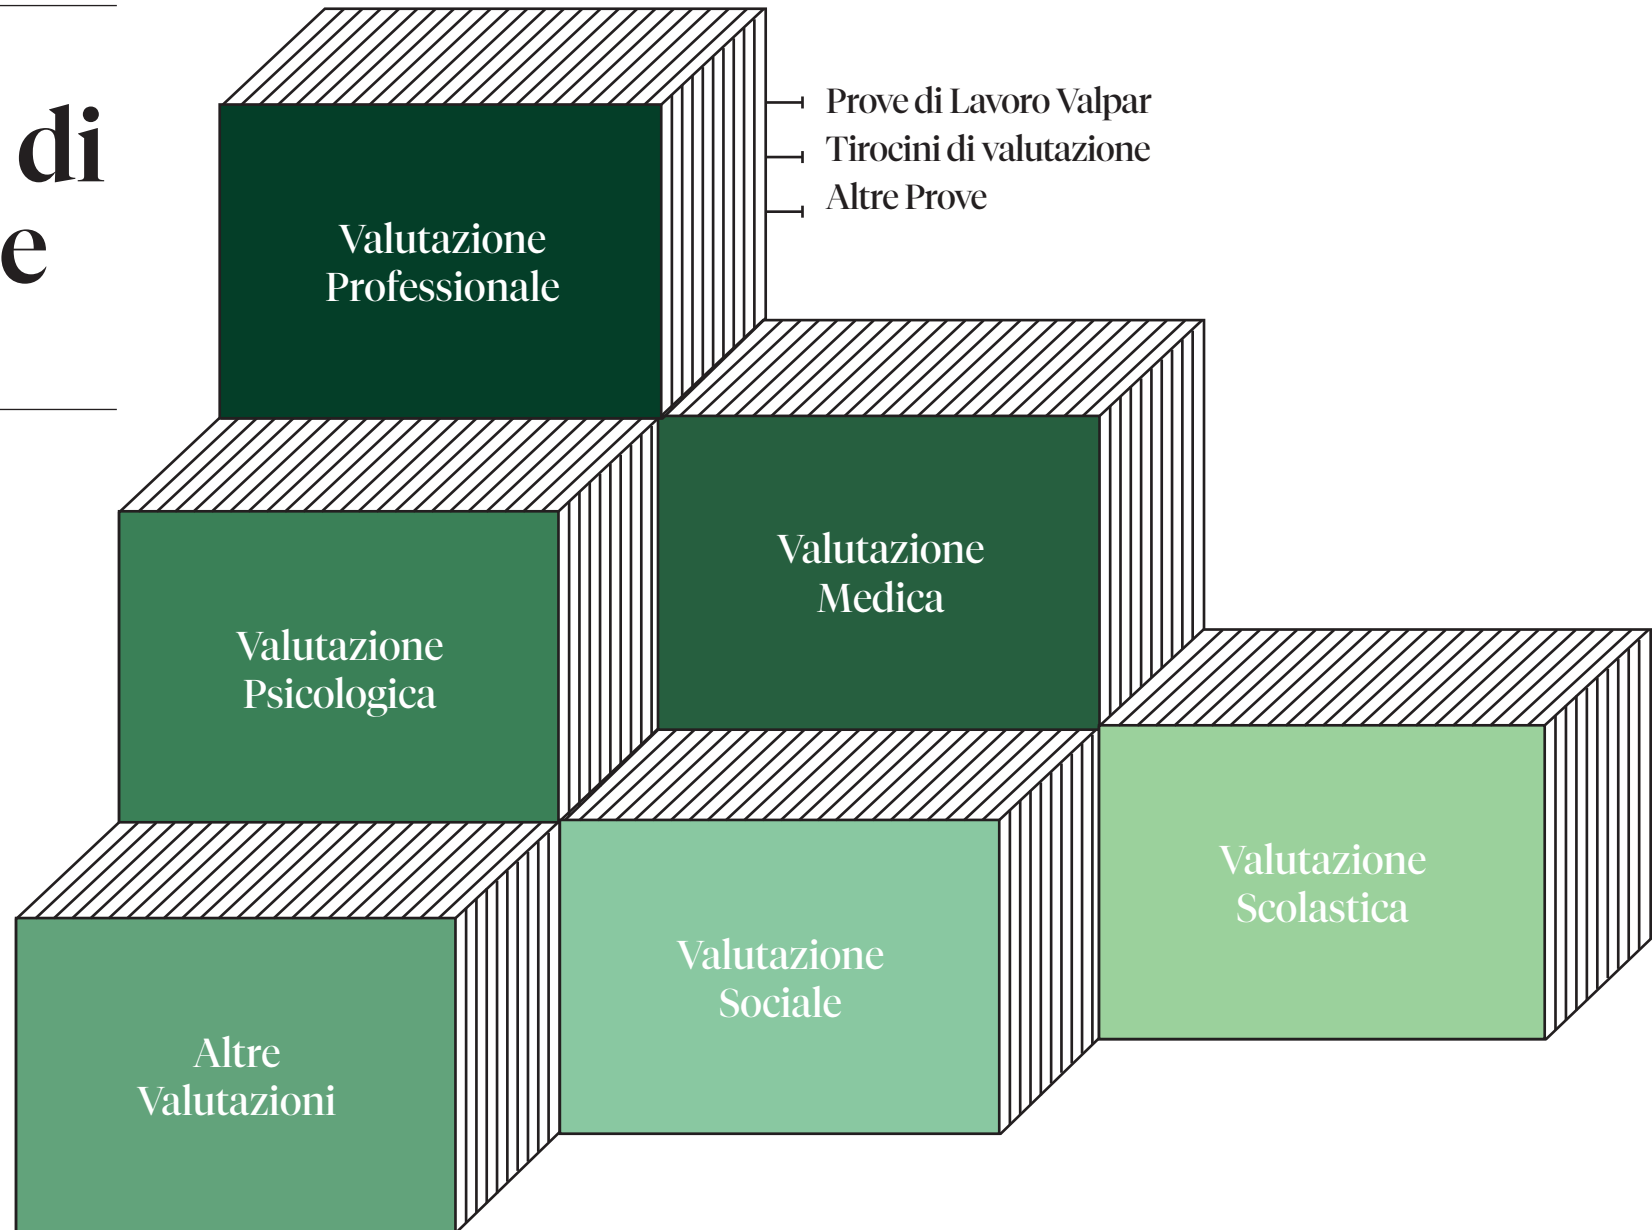 di
e
Prove di Lavoro Valpar
Tirocini di valutazione
Altre Prove
Valutazione
Professionale
Valutazione
Medica
Valutazione
Psicologica
Valutazione
Scolastica
Valutazione
Sociale
Altre
Valutazioni